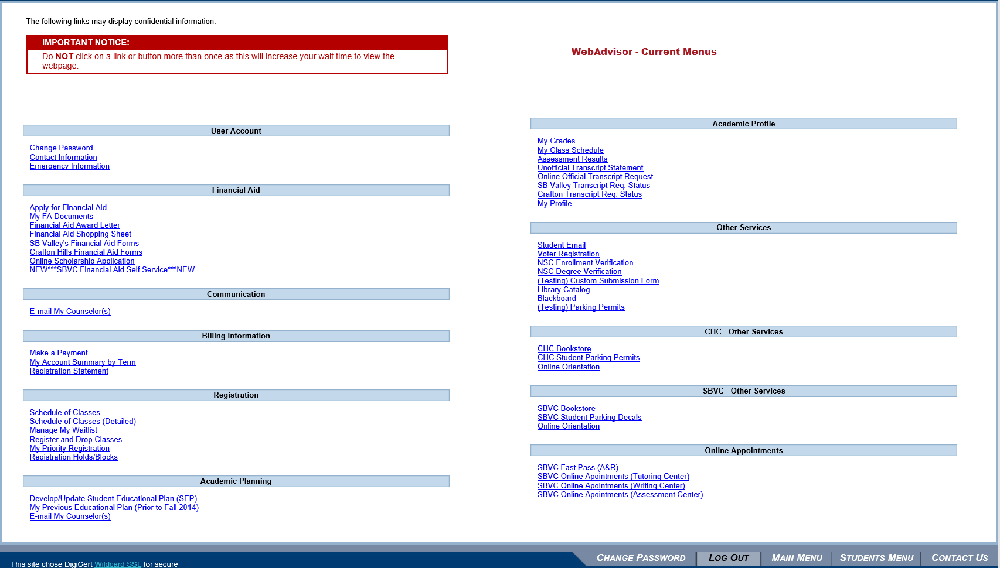 The following links may display confidential information.
IMPORTANT NOTICE:
Do NOT click on a link or button more than once as this will increase your wait time to view the
webpage.
WebAdvisor - Current Menus
User Account
Change Password
Contact Information
Emergency Information
Financial Aid
Apply for Financial Aid
My FA Documents
Financial Aid Award Letter
Financial Aid Shopping Sheet
SB Valley's Financial Aid Forms
Crafton Hills Financial Aid Forms
Online Scholarship Application
NEW***SBVC Financial Aid Self Service***NEW
Communication
E-mail My Counselor(s)
Billing Information
Make a Payment
My Account Summary by Term
Registration Statement
Registration
Schedule of Classes
Schedule of Classes (Detailed)
Manage My Waitlist
Register and Drop Classes
My Priority Registration
Registration Holds/Blocks
Academic Planning
Develop/Update Student Educational Plan (SEP)
My Previous Educational Plan (Prior to Fall 2014)
E-mail My Counselor(s)
Academic Profile
My Grades
My Class Schedule
Assessment Results
Unofficial Transcript Statement
Online Official Transcript Request
SB Valley Transcript Req. Status
Crafton Transcript Req. Status
My Profile
Other Services
Student Email
Voter Registration
NSC Enrollment Verification
NSC Degree Verification
(Testing) Custom Submission Form
Library Catalog
Blackboard
(Testing) Parking Permits
CHC - Other Services
CHC Bookstore
CHC Student Parking Permits
Online Orientation
SBVC - Other Services
SBVC Bookstore
SBVC Student Parking Decals
Online Orientation
Online Appointments
SBVC Fast Pass (A&R)
SBVC Online Apointments (Tutoring Center)
SBVC Online Apointments (Writing Center)
SBVC Online Apointments (Assessment Center)
CHANGE PASSWORD LOG OUT MAIN MENU STUDENTS MENU CONTACT US
This site chose DigiCert Wildcard SSL for secure